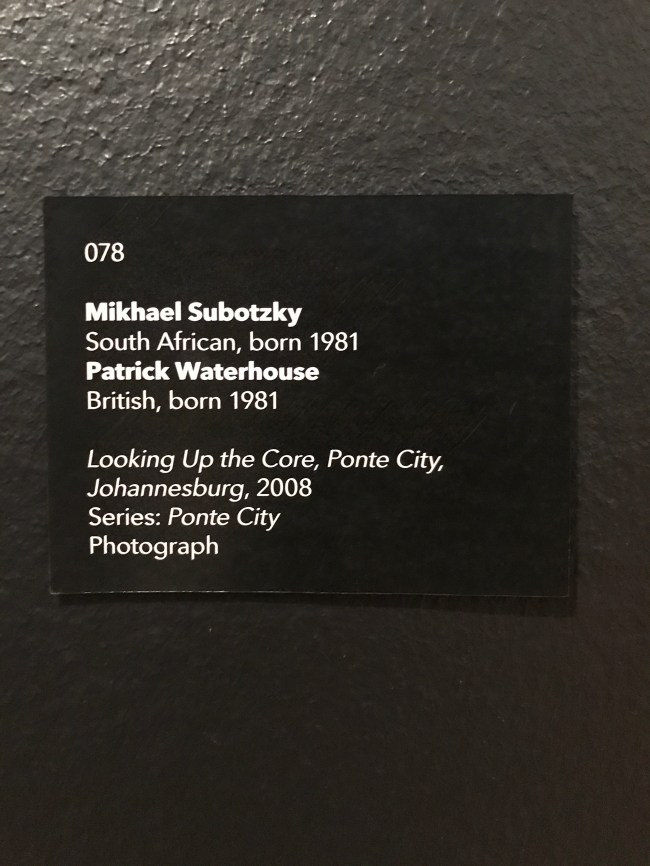 078
Mikhael Subotzky
South African, born 1981
Patrick Waterhouse
British, born 1981
Looking Up the Core, Ponte City,
Johannesburg, 2008
Series: Ponte City
Photograph